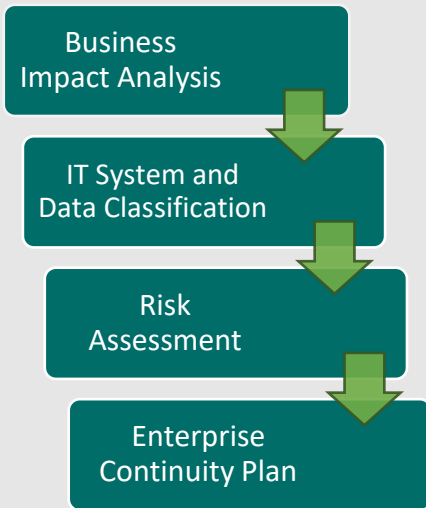 Business
Impact Analysis
IT System and
Data Classification
Risk
Assessment
Enterprise
Continuity Plan